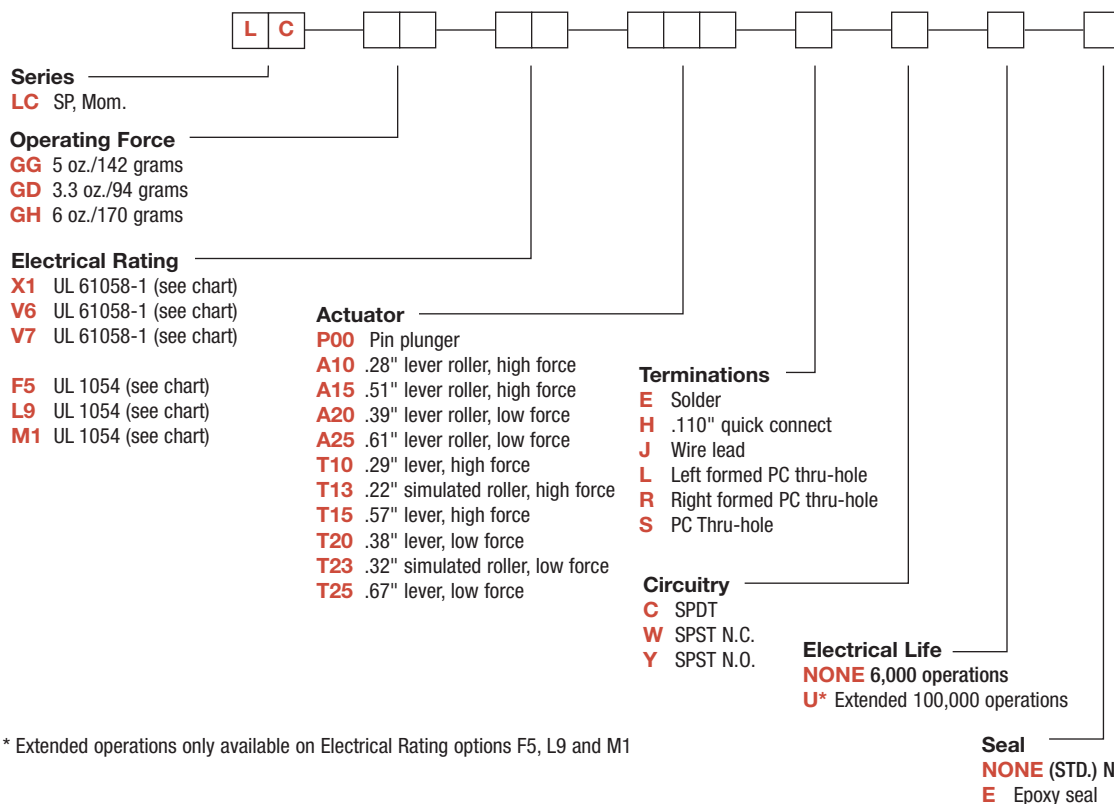 L C
Series
LC SP, Mom.
Operating Force
GG 5 oz./142 grams
GD 3.3 oz./94 grams
GH 6 oz./170 grams
Electrical Rating
X1 UL 61058-1 (see chart)
V6 UL 61058-1 (see chart)
V7 UL 61058-1 (see chart)
F5 UL 1054 (see chart)
L9 UL 1054 (see chart)
M1 UL 1054 (see chart)
Actuator
P00 Pin plunger
A10 .28" lever roller, high force
A15 .51" lever roller, high force
A20 .39" lever roller, low force
A25 .61" lever roller, low force
T10 .29" lever, high force
T13 .22" simulated roller, high force
T15 .57" lever, high force
T20 .38" lever, low force
T23 .32" simulated roller, low force
T25 .67" lever, low force
Terminations
E Solder
H .110" quick connect
J Wire lead
L Left formed PC thru-hole
R Right formed PC thru-hole
S PC Thru-hole
Circuitry
C SPDT
W SPST N.C.
Y SPST N.O.
Electrical Life
NONE 6,000 operations
U* Extended 100,000 operations
* Extended operations only available on Electrical Rating options F5, L9 and M1
Seal
NONE (STD.) N
E Epoxy seal